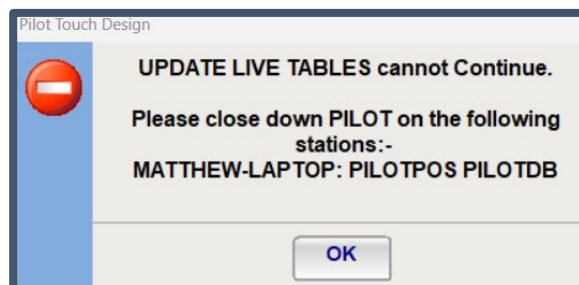 Pilot Touch Design
UPDATE LIVE TABLES cannot Continue.
Please close down PILOT on the following
stations:-
MATTHEW-LAPTOP: PILOTPOS PILOTDB
OK